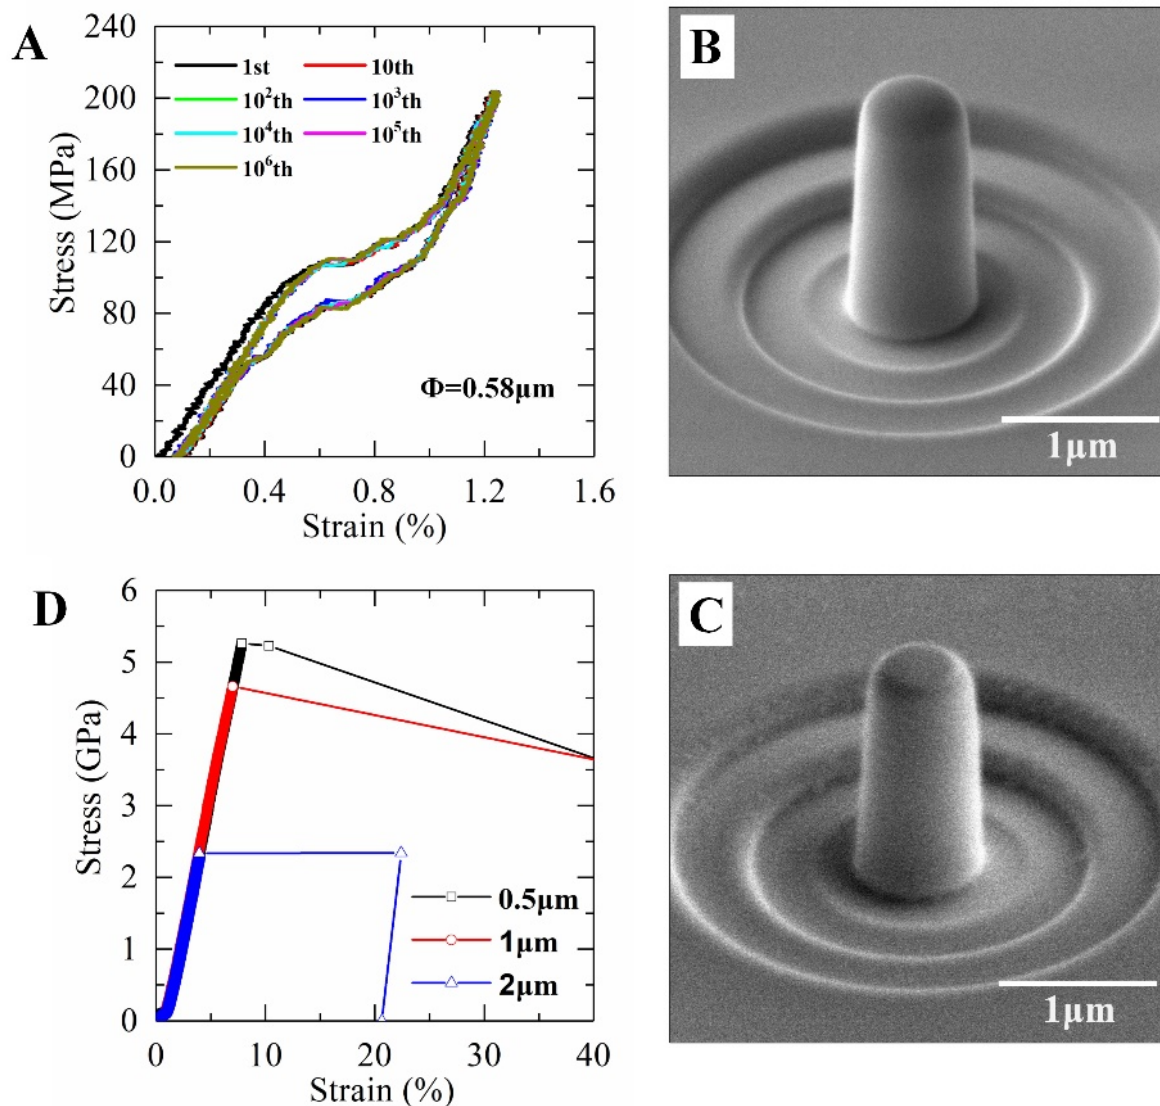 A
240
200
160
120
80
40
0
Stress (MPa)
1st 10th
10²th 10³th
10⁴th 10⁵th
10⁶th
Φ=0.58μm
0.0 0.4 0.8 1.2 1.6
Strain (%)
B
1μm
D
6
5
4
3
2
1
0
Stress (GPa)
0.5μm
1μm
2μm
0 10 20 30 40
Strain (%)
C
1μm